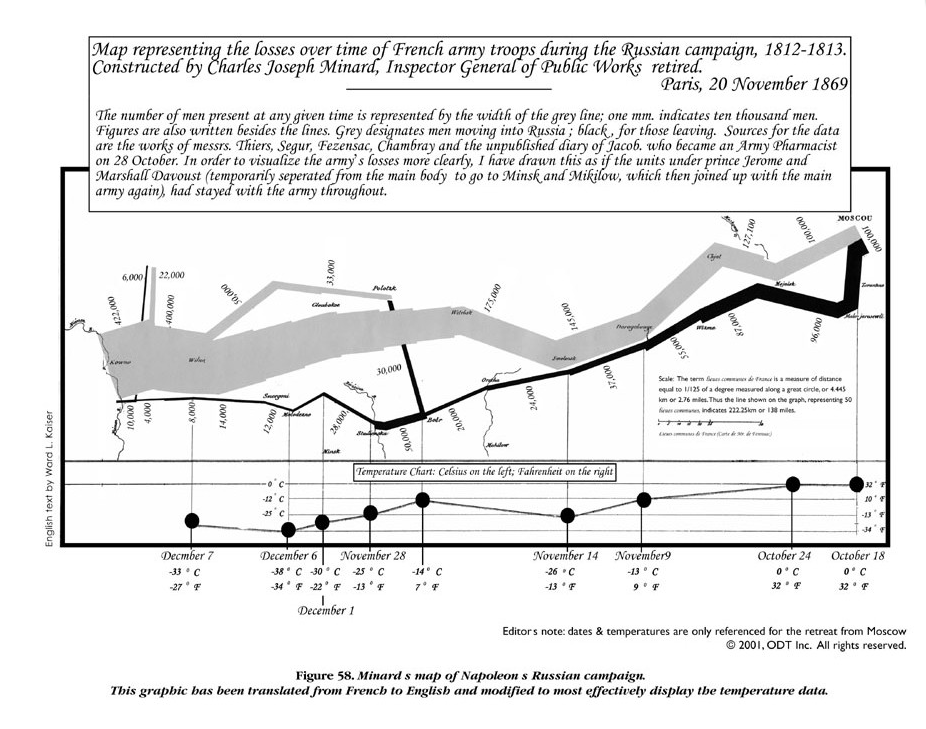 Map representing the losses over time of French army troops during the Russian campaign, 1812-1813.
Constructed by Charles Joseph Minard, Inspector General of Public Works retired.
Paris, 20 November 1869
The number of men present at any given time is represented by the width of the grey line; one mm. indicates ten thousand men.
Figures are also written besides the lines. Grey designates men moving into Russia ; black , for those leaving. Sources for the data
are the works of messrs. Thiers, Segur, Fezensac, Chambray and the unpublished diary of Jacob. who became an Army Pharmacist
on 28 October. In order to visualize the army's losses more clearly, I have drawn this as if the units under prince Jerome and
Marshall Davoust (temporarily seperated from the main body to go to Minsk and Mikilow, which then joined up with the main
army again), had stayed with the army throughout.
MOSCOU
100,000
100,000
127,100
Chjat
Mojaisk
Malo-jarosewli
96,000
87,000
Wizma
55,000
Dorogobouge
145,000
Smolensk
37,000
24,000
Orscha
Mohilow
175,000
Witebsk
20,000
Bobr
50,000
30,000
Polotzk
33,000
Gloubokoe
50,000
6,000
22,000
422,000
400,000
Kowno
Wilna
Smorgoni
Molodezno
Studienska
28,000
Minsk
12,000
14,000
8,000
4,000
10,000
Scale: The term lieues communes de France is a measure of distance
equal to 1/125 of a degree measured along a great circle, or 4.445
km or 2.76 miles. Thus the line shown on the graph, representing 50
lieues communes, indicates 222.25km or 138 miles.
Lieues communes de France (Carte de Mr. de Fezensac)
English text by Ward L. Kaiser
Temperature Chart: Celsius on the left; Fahrenheit on the right
0° C
-12° C
-25° C
32° F
10° F
-13° F
-34° F
Decmber 7 December 6 November 28 November 14 November9 October 24 October 18
-33 ° C -38 ° C -30 ° C -25 ° C -14 ° C -26 ° C -13 ° C 0 ° C 0 ° C
-27 ° F -34 ° F -22 ° F -13 ° F 7 ° F -13 ° F 9 ° F 32 ° F 32 ° F
December 1
Editors note: dates & temperatures are only referenced for the retreat from Moscow
© 2001, ODT Inc. All rights reserved.
Figure 58. Minard s map of Napoleon s Russian campaign.
This graphic has been translated from French to English and modified to most effectively display the temperature data.